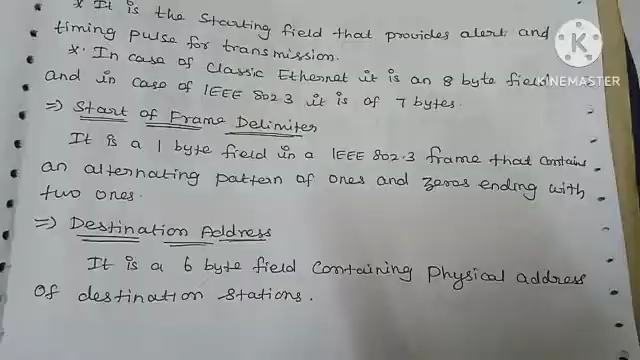 * It is the starting field that provides alert and
timing pulse for transmission.
* In case of classic Ethernet it is an 8 byte field
and in case of IEEE 802.3 it is of 7 bytes.
⇒ Start of Frame Delimiter
It is a 1 byte field in a IEEE 802.3 frame that contains
an alternating pattern of ones and zeros ending with
two ones.
⇒ Destination Address
It is a 6 byte field containing physical address
of destination stations.
K
KINEMASTER